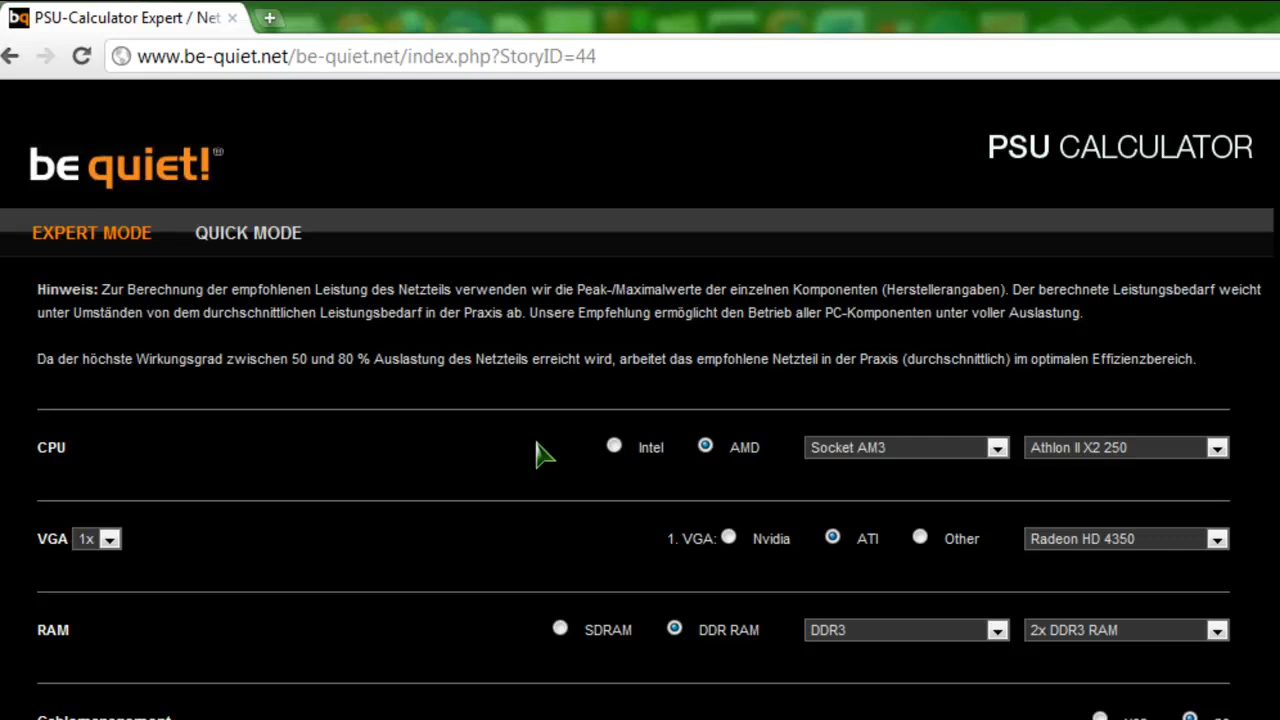 PSU-Calculator Expert / Net
www.be-quiet.net/be-quiet.net/index.php?StoryID=44
be quiet!®
PSU CALCULATOR
EXPERT MODE QUICK MODE
Hinweis: Zur Berechnung der empfohlenen Leistung des Netzteils verwenden wir die Peak-/Maximalwerte der einzelnen Komponenten (Herstellerangaben). Der berechnete Leistungsbedarf weicht
unter Umständen von dem durchschnittlichen Leistungsbedarf in der Praxis ab. Unsere Empfehlung ermöglicht den Betrieb aller PC-Komponenten unter voller Auslastung.
Da der höchste Wirkungsgrad zwischen 50 und 80 % Auslastung des Netzteils erreicht wird, arbeitet das empfohlene Netzteil in der Praxis (durchschnittlich) im optimalen Effizienzbereich.
CPU Intel AMD Socket AM3 Athlon II X2 250
VGA 1x 1. VGA: Nvidia ATI Other Radeon HD 4350
RAM SDRAM DDR RAM DDR3 2x DDR3 RAM